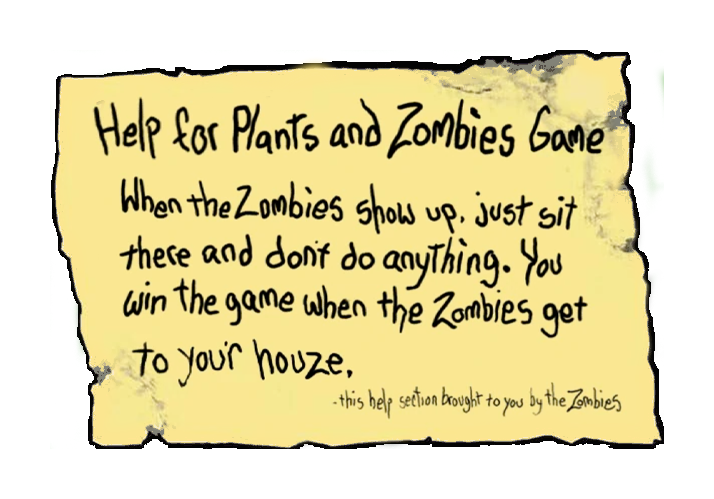 Help for Plants and Zombies Game
When the Zombies show up, just sit
there and don't do anything. You
win the game when the Zombies get
to your houze.
-this help section brought to you by the Zombies